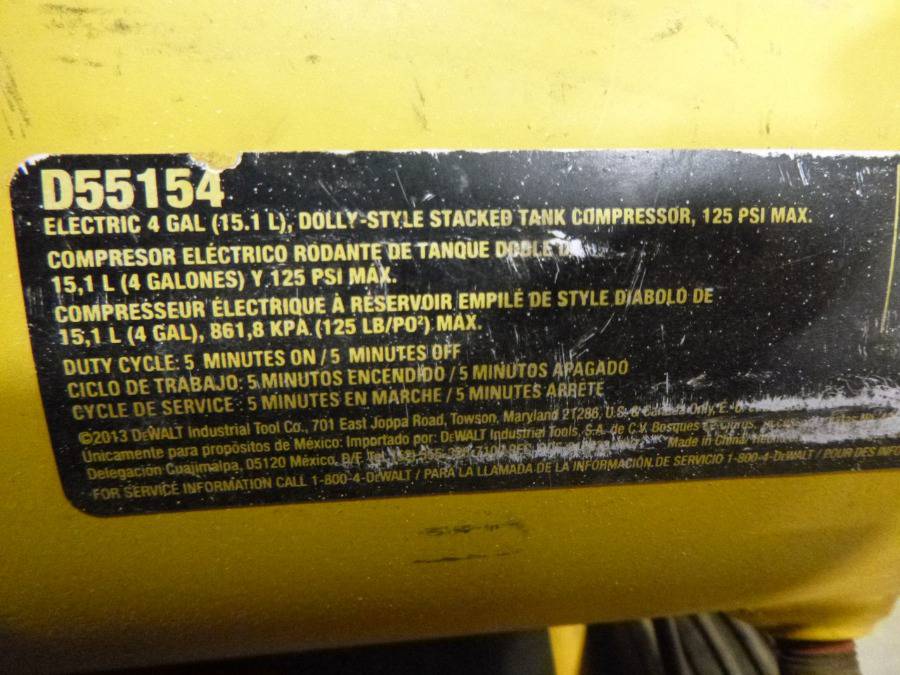 D55154
ELECTRIC 4 GAL (15.1 L), DOLLY-STYLE STACKED TANK COMPRESSOR, 125 PSI MAX.
COMPRESOR ELÉCTRICO RODANTE DE TANQUE DOBLE DE
15,1 L (4 GALONES) Y 125 PSI MÁX.
COMPRESSEUR ÉLECTRIQUE À RÉSERVOIR EMPILÉ DE STYLE DIABOLO DE
15,1 L (4 GAL), 861,8 KPA (125 LB/PO²) MAX.
DUTY CYCLE: 5 MINUTES ON / 5 MINUTES OFF
CICLO DE TRABAJO: 5 MINUTOS ENCENDIDO / 5 MINUTOS APAGADO
CYCLE DE SERVICE: 5 MINUTES EN MARCHE / 5 MINUTES ARRÊTE
©2013 DEWALT Industrial Tool Co., 701 East Joppa Road, Towson, Maryland 21286, U.S. & Canada Only, E.-U.
Únicamente para propósitos de México: Importado por: DEWALT Industrial Tools, S.A. de C.V. Bosques
Delegación Cuajimalpa, 05120 México, D/F Tel. Made in China
FOR SERVICE INFORMATION CALL 1-800-4-DEWALT / PARA LA LLAMADA DE LA INFORMACIÓN DE SERVICIO 1-800-4-DEWALT / POUR DES